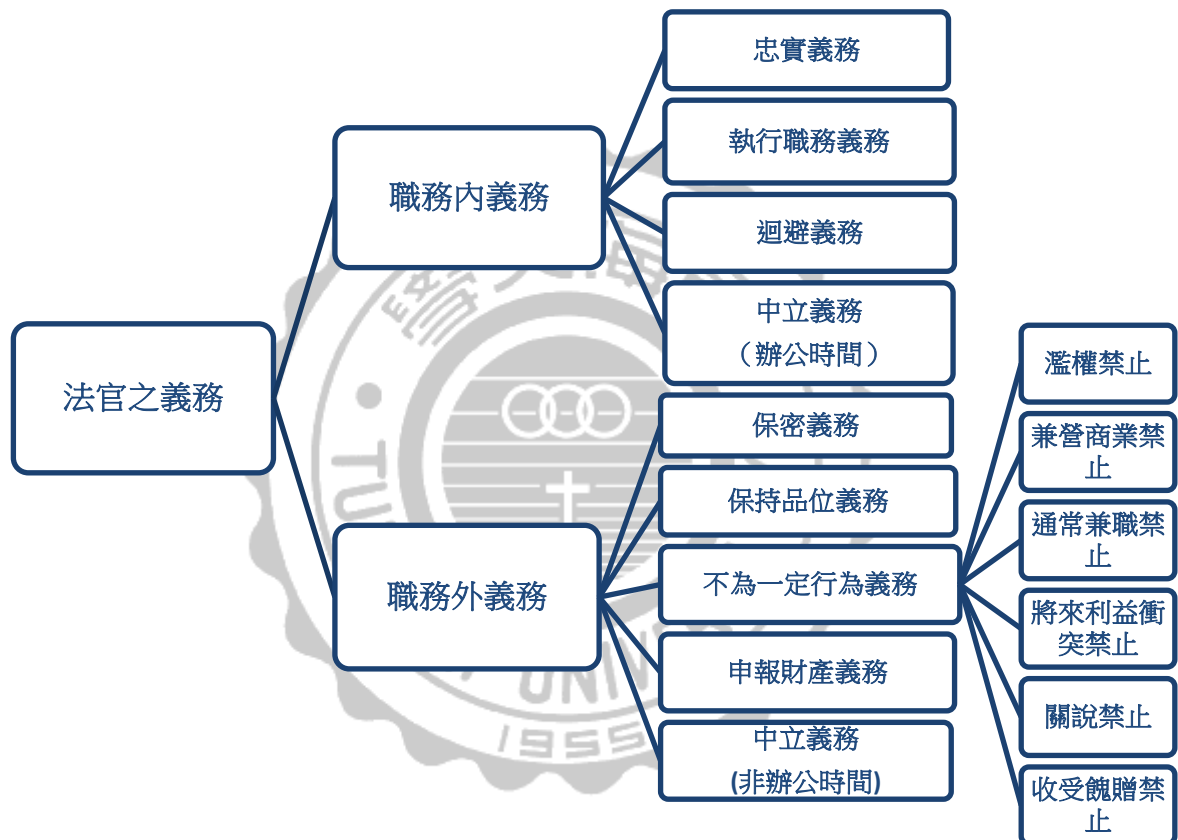 法官之義務
職務內義務
忠實義務
執行職務義務
迴避義務
中立義務
（辦公時間）
職務外義務
保密義務
保持品位義務
不為一定行為義務
濫權禁止
兼營商業禁
止
通常兼職禁
止
將來利益衝
突禁止
關說禁止
收受餽贈禁
止
申報財產義務
中立義務
(非辦公時間)